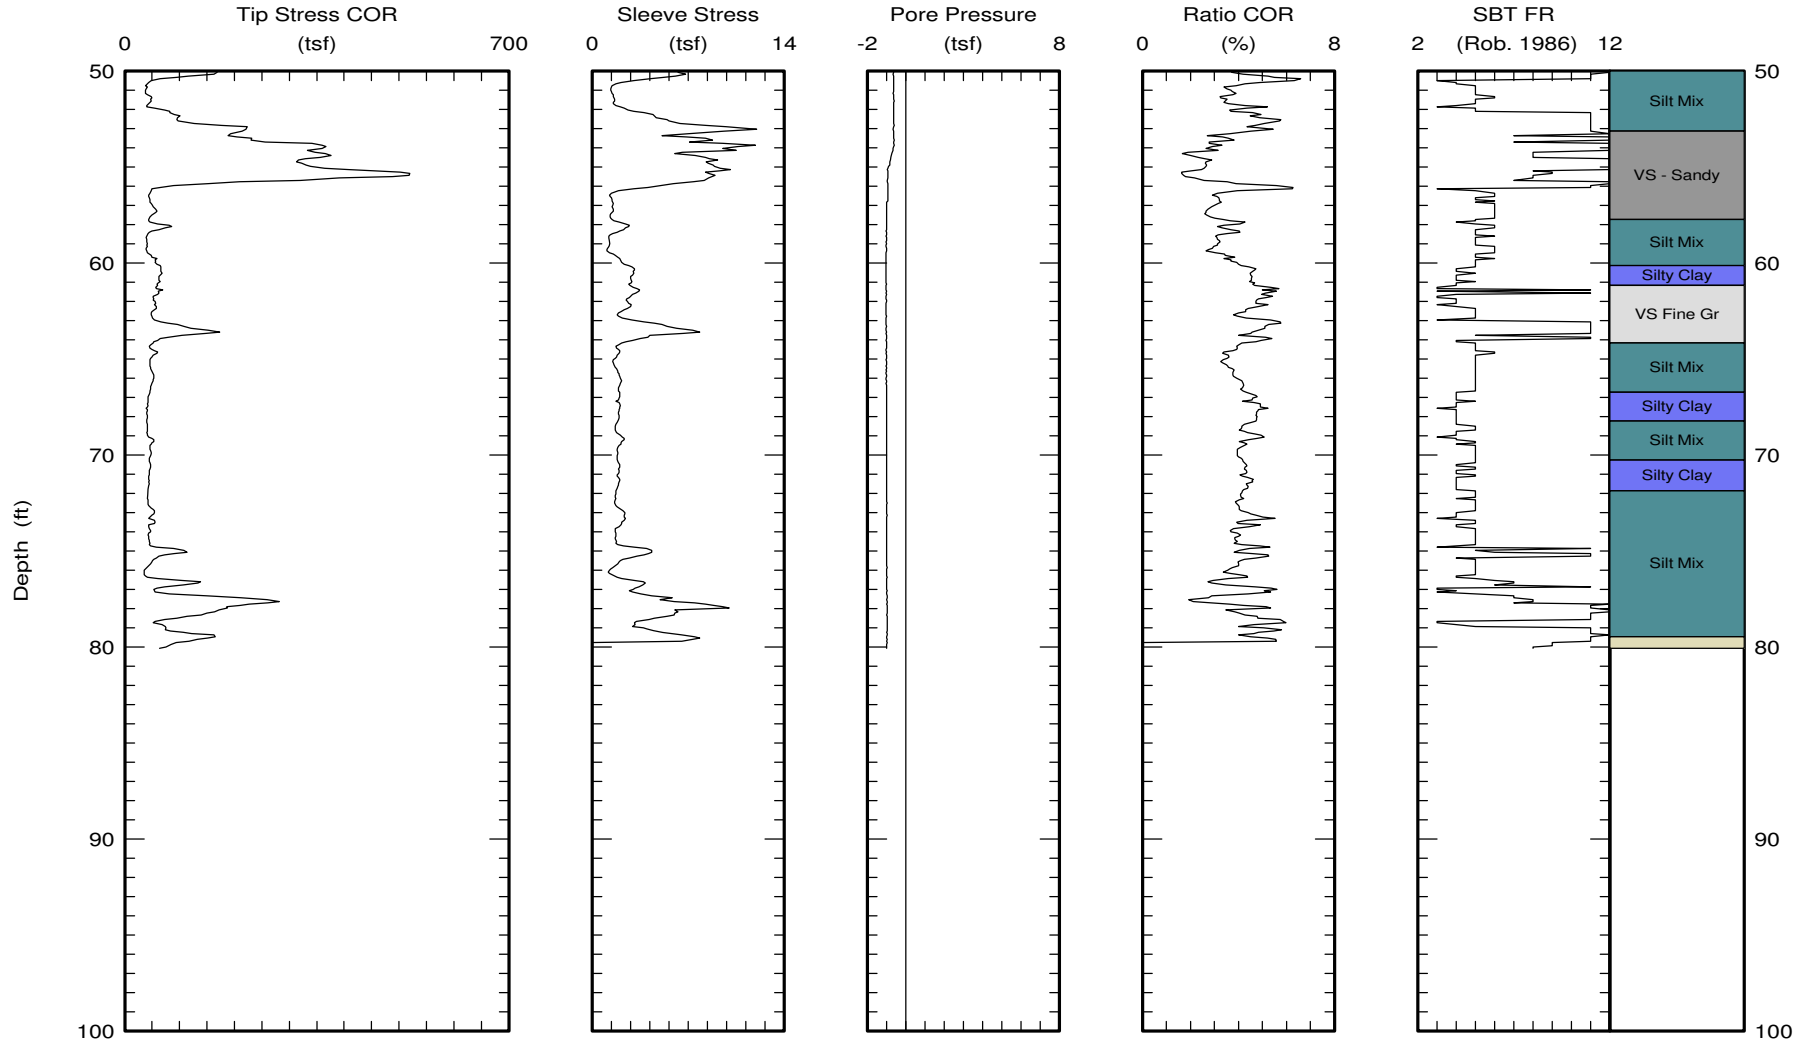 Tip Stress COR Sleeve Stress Pore Pressure Ratio COR SBT FR
0 (tsf) 700 0 (tsf) 14 -2 (tsf) 8 0 (%) 8 2 (Rob. 1986) 12
50 50
Silt Mix
VS - Sandy
Silt Mix
60 60
Silty Clay
VS Fine Gr
Silt Mix
Silty Clay
Silt Mix
70 70
Silty Clay
Silt Mix
Depth (ft)
80 80
90 90
100 100